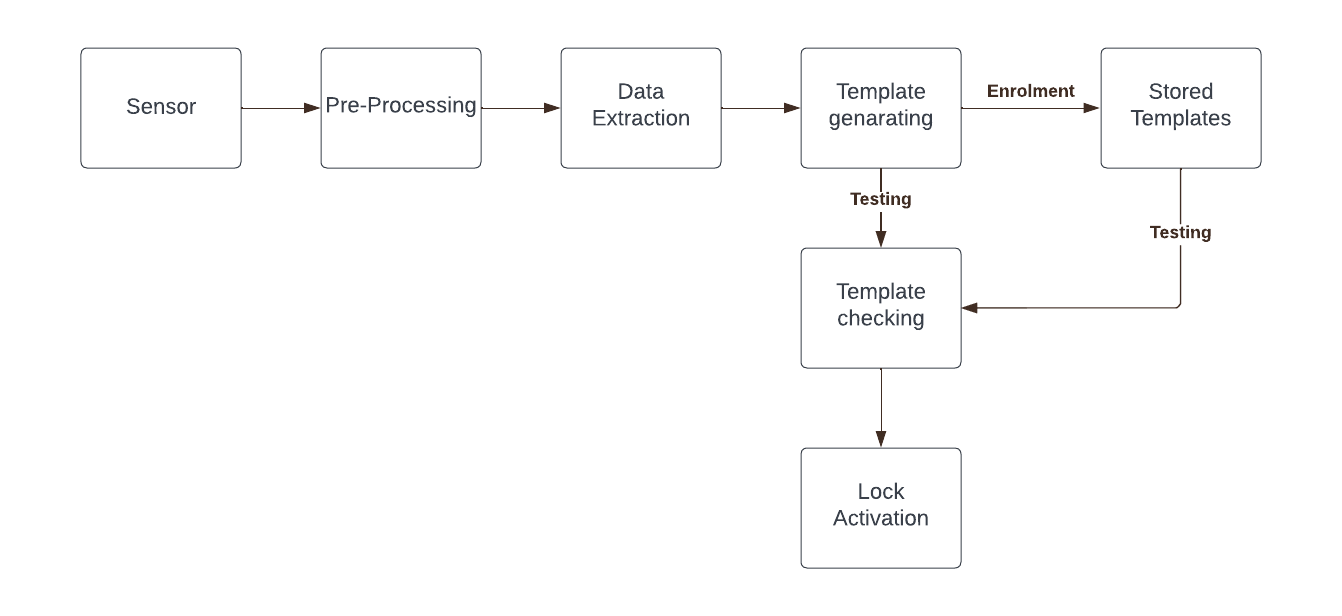 Sensor
Pre-Processing
Data
Extraction
Template
genarating
Enrolment
Stored
Templates
Testing
Testing
Template
checking
Lock
Activation